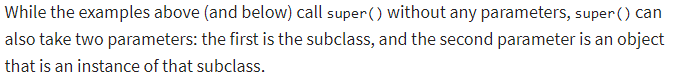 While the examples above (and below) call super() without any parameters, super() can
also take two parameters: the first is the subclass, and the second parameter is an object
that is an instance of that subclass.